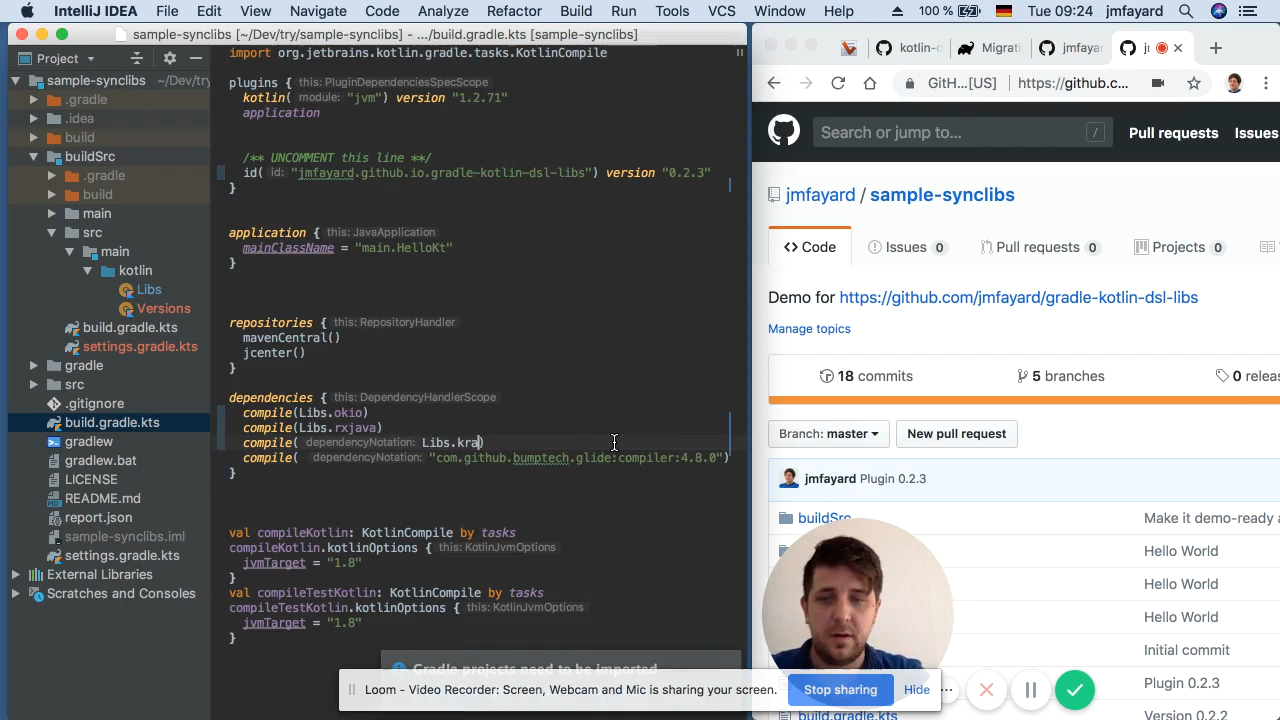 IntelliJ IDEA File Edit View Navigate Code Analyze Refactor Build Run Tools VCS Window Help 100 % Tue 09:24 jmfayard
sample-synclibs [~/Dev/try/sample-synclibs] - .../build.gradle.kts [sample-synclibs]
Project
sample-synclibs ~/Dev/try
.gradle
.idea
build
buildSrc
.gradle
build
main
src
main
kotlin
Libs
Versions
build.gradle.kts
settings.gradle.kts
gradle
src
.gitignore
build.gradle.kts
gradlew
gradlew.bat
LICENSE
README.md
report.json
sample-synclibs.iml
settings.gradle.kts
External Libraries
Scratches and Consoles
import org.jetbrains.kotlin.gradle.tasks.KotlinCompile
plugins { this: PluginDependenciesSpecScope
kotlin( module: "jvm") version "1.2.71"
application
/** UNCOMMENT this line **/
id( id: "jmfayard.github.io.gradle-kotlin-dsl-libs") version "0.2.3"
}
application { this: JavaApplication
mainClassName = "main.HelloKt"
}
repositories { this: RepositoryHandler
mavenCentral()
jcenter()
}
dependencies { this: DependencyHandlerScope
compile(Libs.okio)
compile(Libs.rxjava)
compile( dependencyNotation: Libs.kra)
compile( dependencyNotation: "com.github.bumptech.glide:compiler:4.8.0")
}
val compileKotlin: KotlinCompile by tasks
compileKotlin.kotlinOptions { this: KotlinJvmOptions
jvmTarget = "1.8"
}
val compileTestKotlin: KotlinCompile by tasks
compileTestKotlin.kotlinOptions { this: KotlinJvmOptions
jvmTarget = "1.8"
}
Gradle projects need to be imported
kotlin-c Migrati jmfayar
GitH...[US] https://github.c...
Search or jump to... / Pull requests Issues
jmfayard / sample-synclibs
Code Issues 0 Pull requests 0 Projects 0
Demo for https://github.com/jmfayard/gradle-kotlin-dsl-libs
Manage topics
18 commits 5 branches 0 relea
Branch: master New pull request
jmfayard Plugin 0.2.3
buildSrc Make it demo-ready a
Hello World
Hello World
Hello World
Initial commit
Plugin 0.2.3
build.gradle.kts Version 0.2.2
Loom - Video Recorder: Screen, Webcam and Mic is sharing your screen. Stop sharing Hide